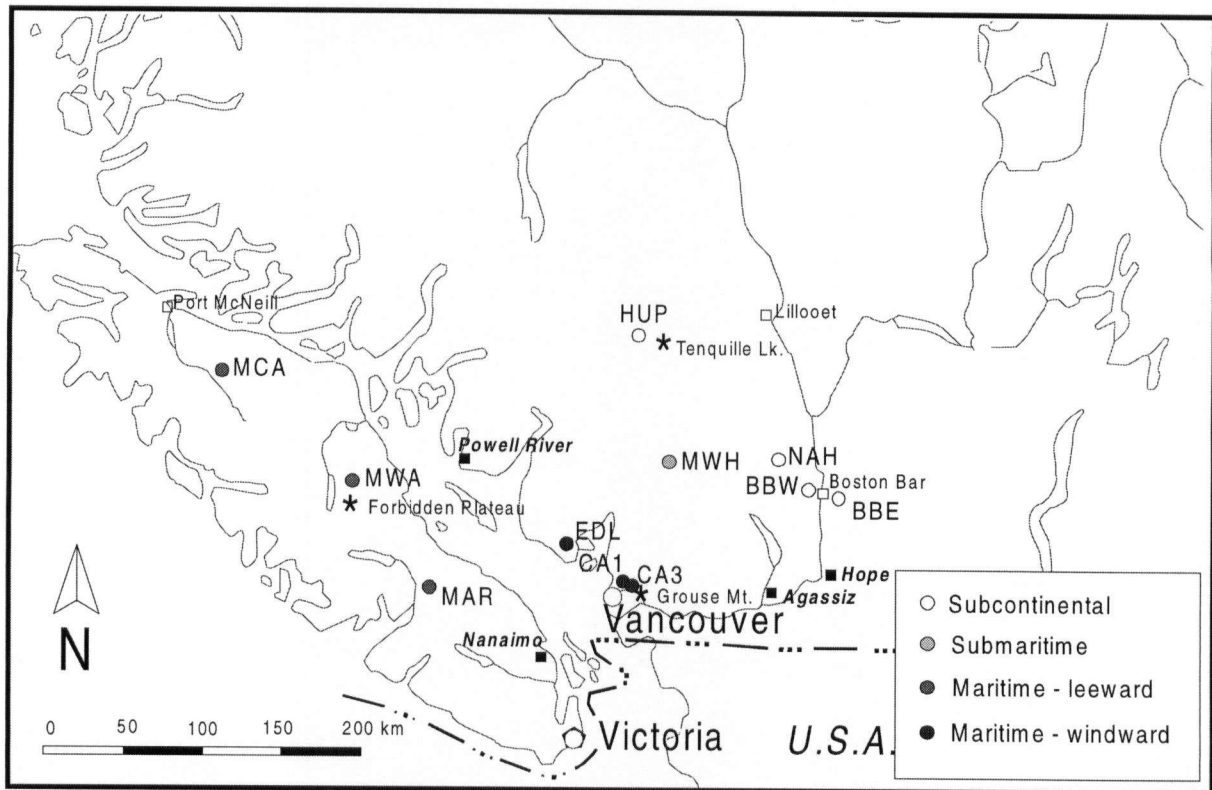 Port McNeill
HUP
Lillooet
Tenquille Lk.
MCA
Powell River
MWH
NAH
MWA
BBW
Boston Bar
Forbidden Plateau
BBE
EDL
CA1
CA3
Hope
MAR
Grouse Mt.
Agassiz
Vancouver
N
Nanaimo
Victoria
U.S.A.
0 50 100 150 200 km
Subcontinental
Submaritime
Maritime - leeward
Maritime - windward